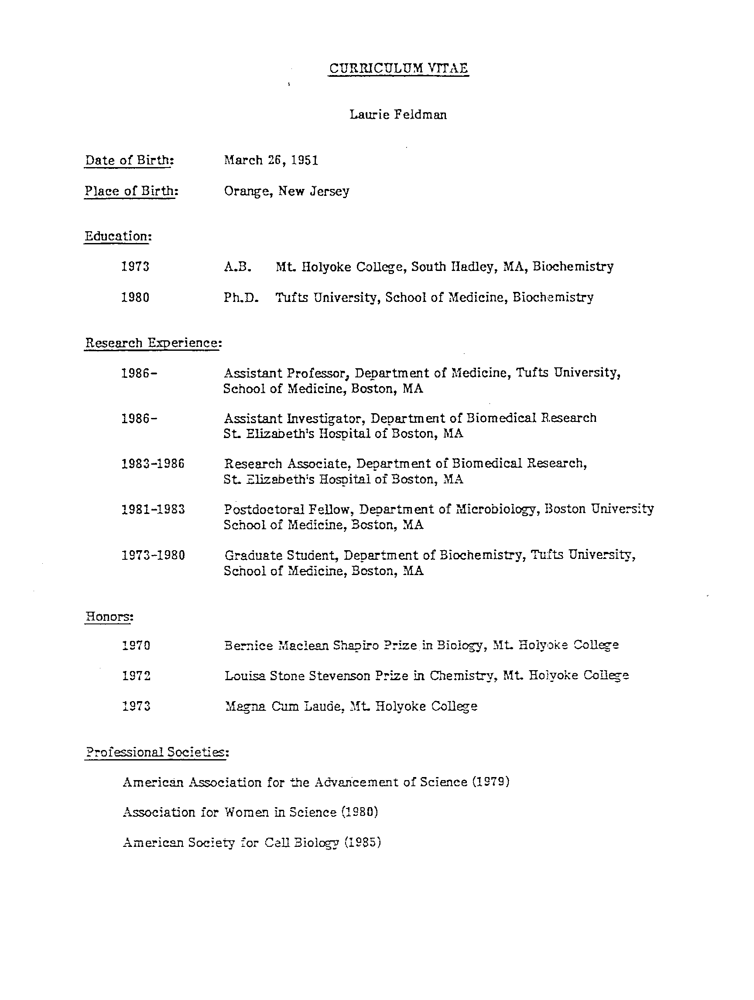 CURRICULUM VITAE
Laurie Feldman
Date of Birth: March 26, 1951
Place of Birth: Orange, New Jersey
Education:
1973 A.B. Mt. Holyoke College, South Hadley, MA, Biochemistry
1980 Ph.D. Tufts University, School of Medicine, Biochemistry
Research Experience:
1986- Assistant Professor, Department of Medicine, Tufts University,
School of Medicine, Boston, MA
1986- Assistant Investigator, Department of Biomedical Research
St. Elizabeth's Hospital of Boston, MA
1983-1986 Research Associate, Department of Biomedical Research,
St. Elizabeth's Hospital of Boston, MA
1981-1983 Postdoctoral Fellow, Department of Microbiology, Boston University
School of Medicine, Boston, MA
1973-1980 Graduate Student, Department of Biochemistry, Tufts University,
School of Medicine, Boston, MA
Honors:
1970 Bernice Maclean Shapiro Prize in Biology, Mt. Holyoke College
1972 Louisa Stone Stevenson Prize in Chemistry, Mt. Holyoke College
1973 Magna Cum Laude, Mt. Holyoke College
Professional Societies:
American Association for the Advancement of Science (1979)
Association for Women in Science (1980)
American Society for Cell Biology (1985)